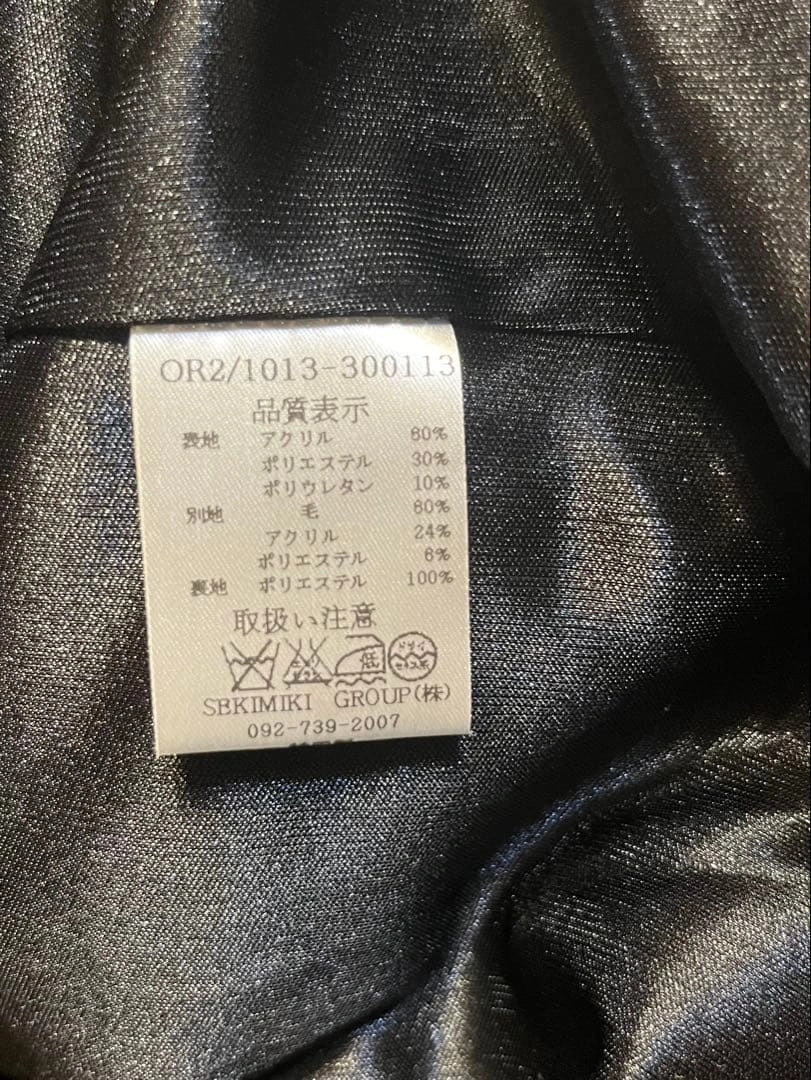 OR2/1013-300113
品質表示
表地 アクリル 60%
ポリエステル 30%
ポリウレタン 10%
別地 毛 60%
アクリル 24%
ポリエステル 6%
裏地 ポリエステル 100%
取扱い注意
低 ドライ
SEKIMIKI GROUP(株)
092-739-2007